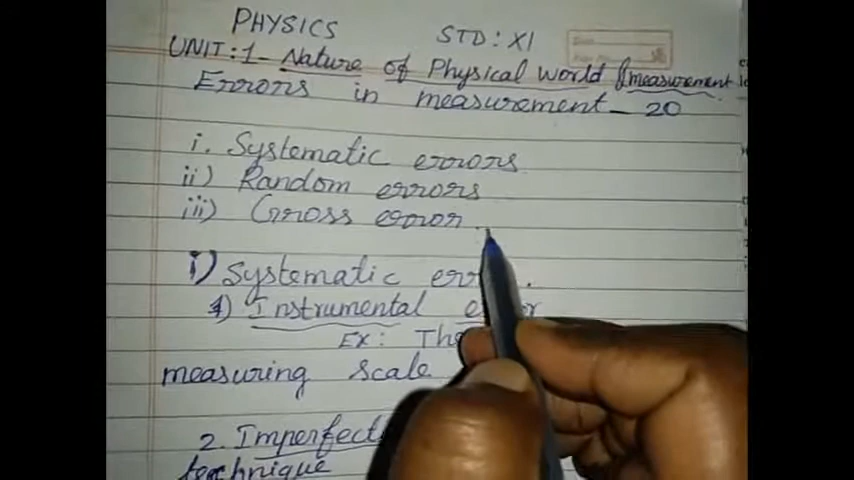 PHYSICS STD: XI
UNIT:1- Nature of Physical world & measurement
Errors in measurement - 20
i. Systematic errors
ii) Random errors
iii) Gross error
i) Systematic err .
1) Instrumental e r
Ex: The
measuring scale
2. Imperfect
technique